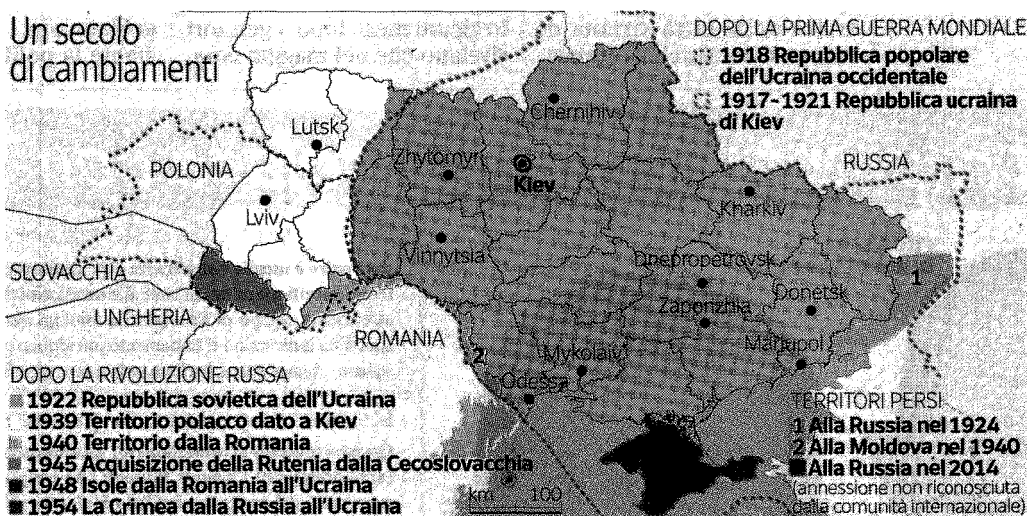 Un secolo
di cambiamenti
DOPO LA PRIMA GUERRA MONDIALE
1918 Repubblica popolare
dell'Ucraina occidentale
1917-1921 Repubblica ucraina
di Kiev
POLONIA
Lutsk
Lviv
Zhytomyr
Chernihiv
Kiev
RUSSIA
Kharkiv
Vinnytsia
Dnepropetrovsk
Zaporizhia
Donetsk
1
SLOVACCHIA
UNGHERIA
ROMANIA
2
Mykolaiv
Mariupol
Odessa
DOPO LA RIVOLUZIONE RUSSA
1922 Repubblica sovietica dell'Ucraina
1939 Territorio polacco dato a Kiev
1940 Territorio dalla Romania
1945 Acquisizione della Rutenia dalla Cecoslovacchia
1948 Isole dalla Romania all'Ucraina
1954 La Crimea dalla Russia all'Ucraina
km 100
TERRITORI PERSI
1 Alla Russia nel 1924
2 Alla Moldova nel 1940
Alla Russia nel 2014
(annessione non riconosciuta
dalla comunità internazionale)